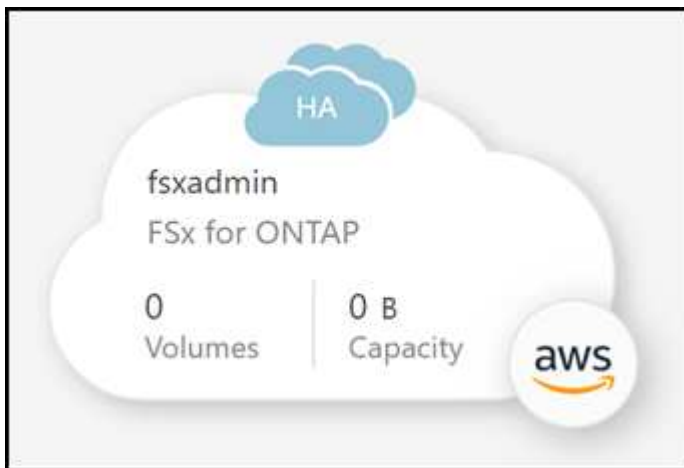 HA
fsxadmin
FSx for ONTAP
0 0 B
Volumes Capacity
aws